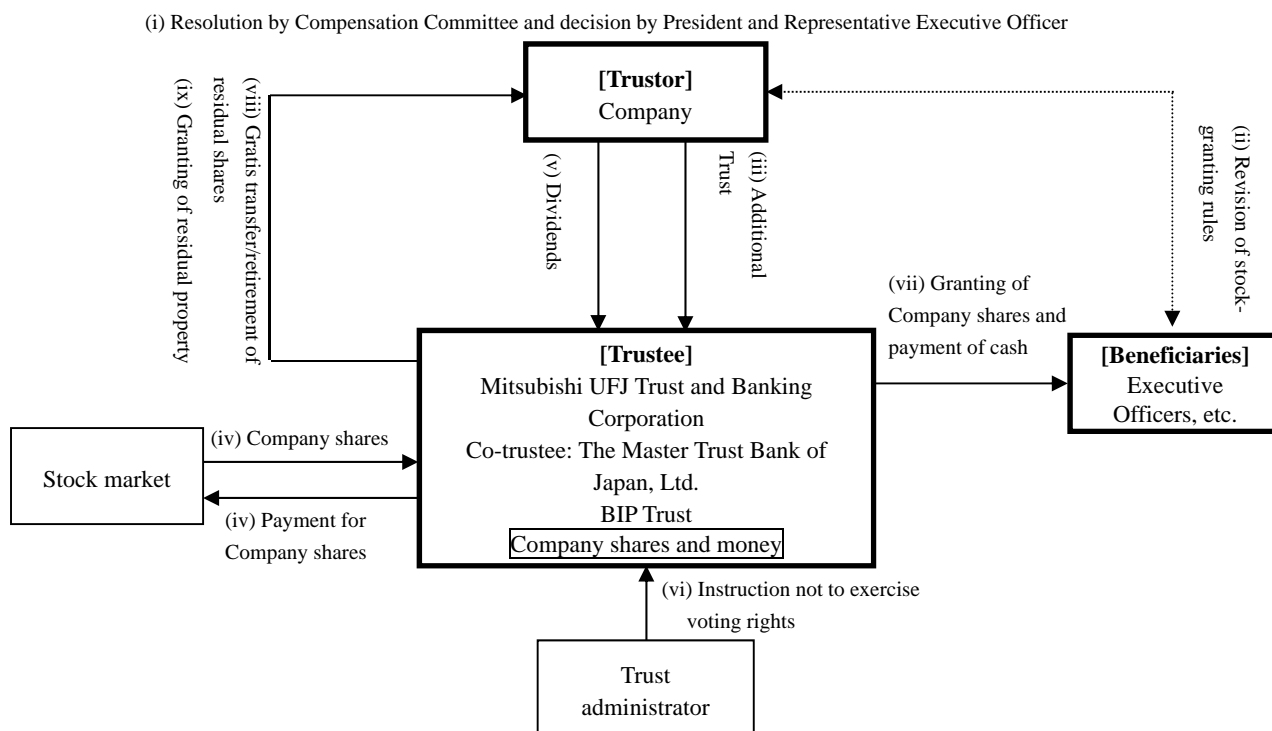 (i) Resolution by Compensation Committee and decision by President and Representative Executive Officer
[Trustor]
Company
(ix) Granting of residual property
(viii) Gratis transfer/retirement of
residual shares
(v) Dividends
(iii) Additional
Trust
(ii) Revision of stock-
granting rules
(vii) Granting of
Company shares and
payment of cash
[Trustee]
Mitsubishi UFJ Trust and Banking
Corporation
Co-trustee: The Master Trust Bank of
Japan, Ltd.
BIP Trust
Company shares and money
[Beneficiaries]
Executive
Officers, etc.
Stock market
(iv) Company shares
(iv) Payment for
Company shares
(vi) Instruction not to exercise
voting rights
Trust
administrator